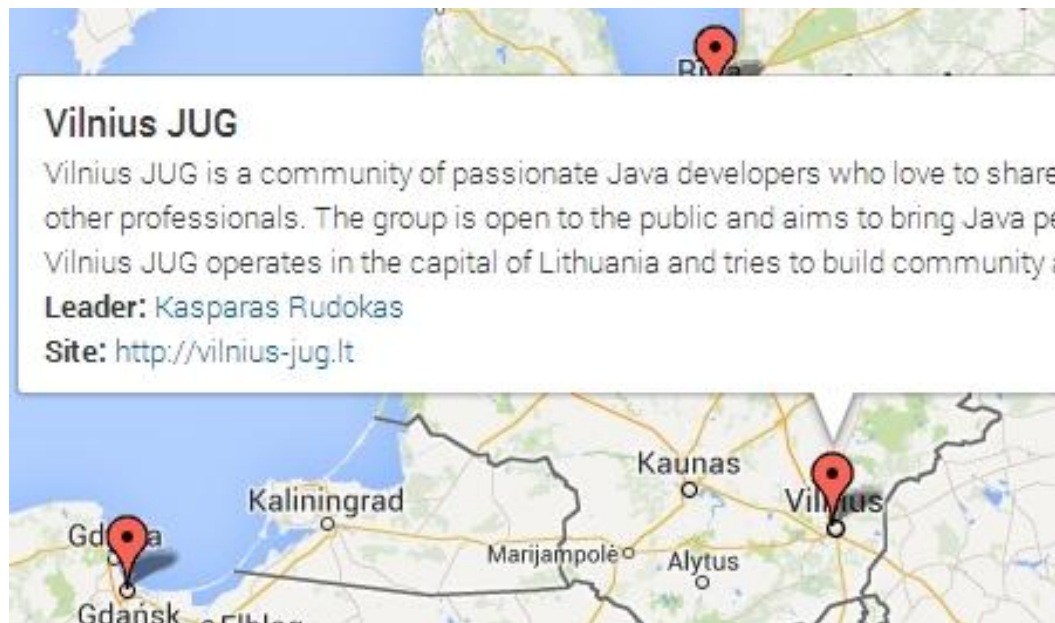 Vilnius JUG
Vilnius JUG is a community of passionate Java developers who love to share
other professionals. The group is open to the public and aims to bring Java pe
Vilnius JUG operates in the capital of Lithuania and tries to build community a
Leader: Kasparas Rudokas
Site: http://vilnius-jug.lt
Kaunas
Kaliningrad
Vilnius
Marijampolė
Alytus
Gdańsk